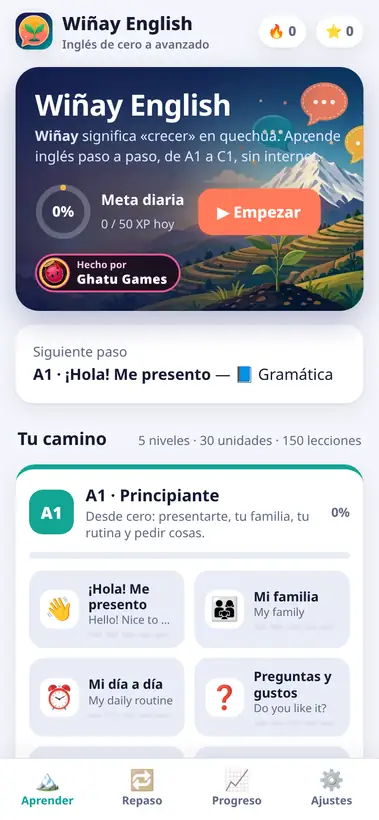 Wiñay English
Inglés de cero a avanzado
🔥 0
⭐ 0
Wiñay English
Wiñay significa «crecer» en quechua. Aprende
inglés paso a paso, de A1 a C1, sin internet.
0%
Meta diaria
0 / 50 XP hoy
▶ Empezar
Hecho por
Ghatu Games
Siguiente paso
A1 · ¡Hola! Me presento — 📘 Gramática
Tu camino
5 niveles · 30 unidades · 150 lecciones
A1
A1 · Principiante
Desde cero: presentarte, tu familia, tu
rutina y pedir cosas.
0%
¡Hola! Me
presento
Hello! Nice to ...
Mi familia
My family
Mi día a día
My daily routine
Preguntas y
gustos
Do you like it?
Aprender
Repaso
Progreso
Ajustes